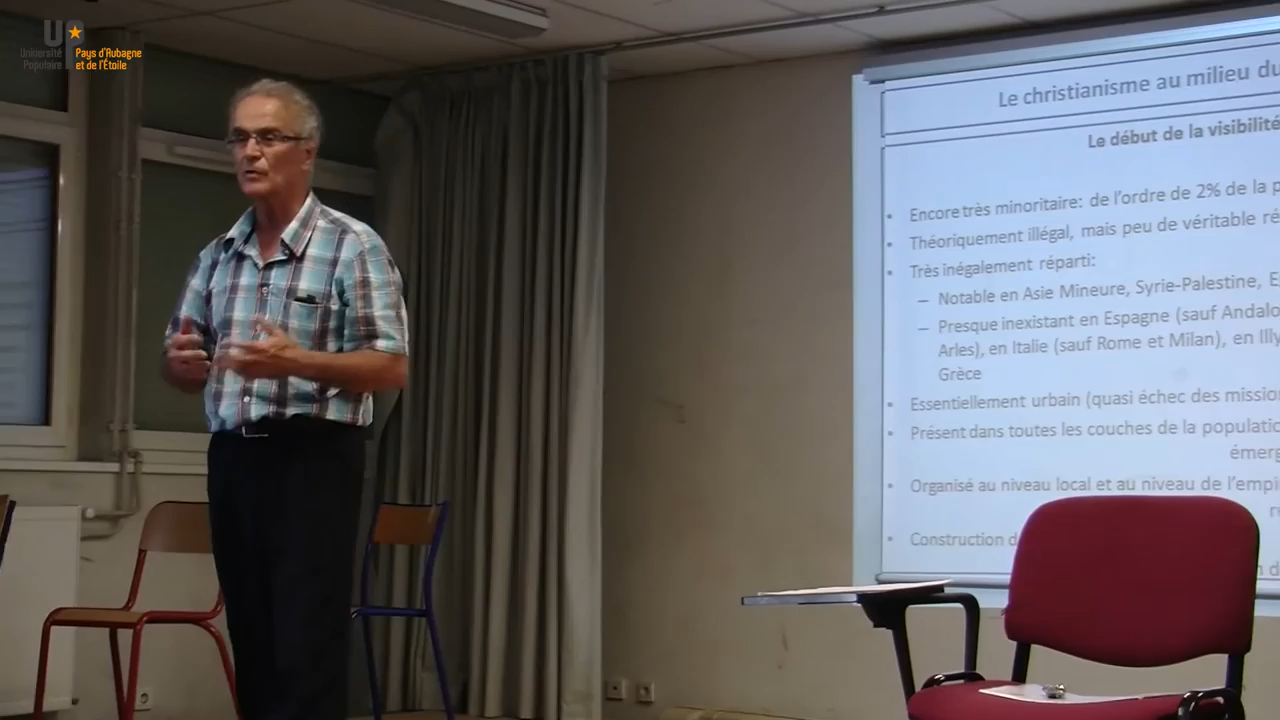 UP
Université
Populaire
Pays d'Aubagne
et de l'Étoile
Le christianisme au milieu du
Le début de la visibilité
• Encore très minoritaire: de l'ordre de 2% de la p
• Théoriquement illégal, mais peu de véritable ré
• Très inégalement réparti:
– Notable en Asie Mineure, Syrie-Palestine, E
– Presque inexistant en Espagne (sauf Andalo
Arles), en Italie (sauf Rome et Milan), en Illy
Grèce
• Essentiellement urbain (quasi échec des mission
• Présent dans toutes les couches de la populatio
émerg
• Organisé au niveau local et au niveau de l'empi
• Construction d